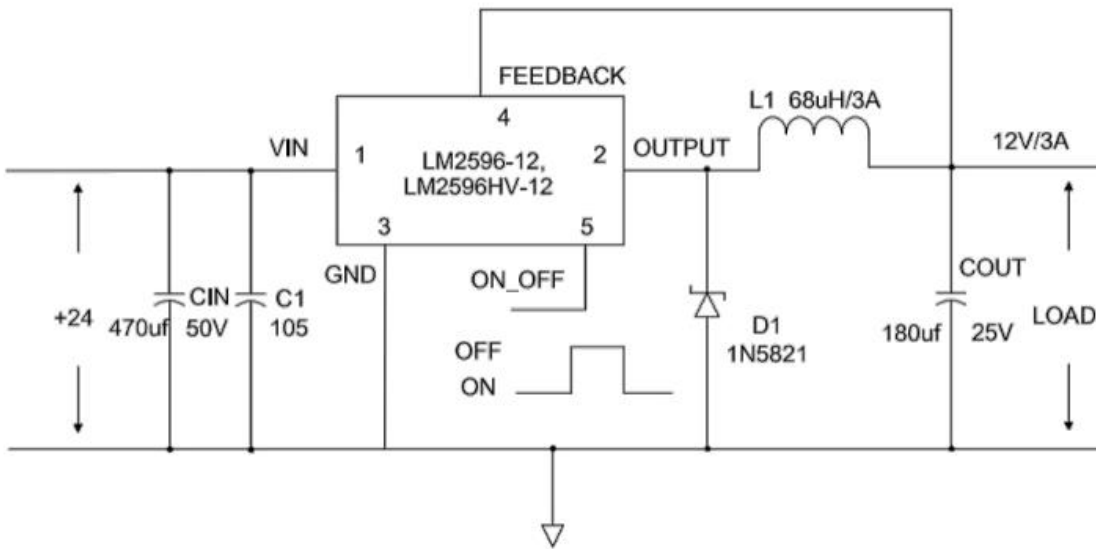 FEEDBACK
4
L1 68uH/3A
VIN
1
LM2596-12,
LM2596HV-12
2
OUTPUT
12V/3A
3
5
GND
ON_OFF
+24
CIN
470uf 50V
C1
105
OFF
ON
D1
1N5821
COUT
180uf 25V
LOAD